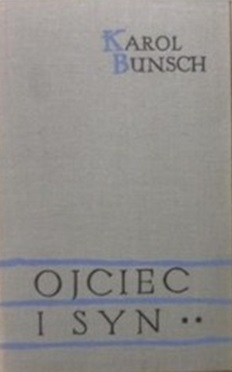 KAROL
BUNSCH
OJCIEC
I SYN **